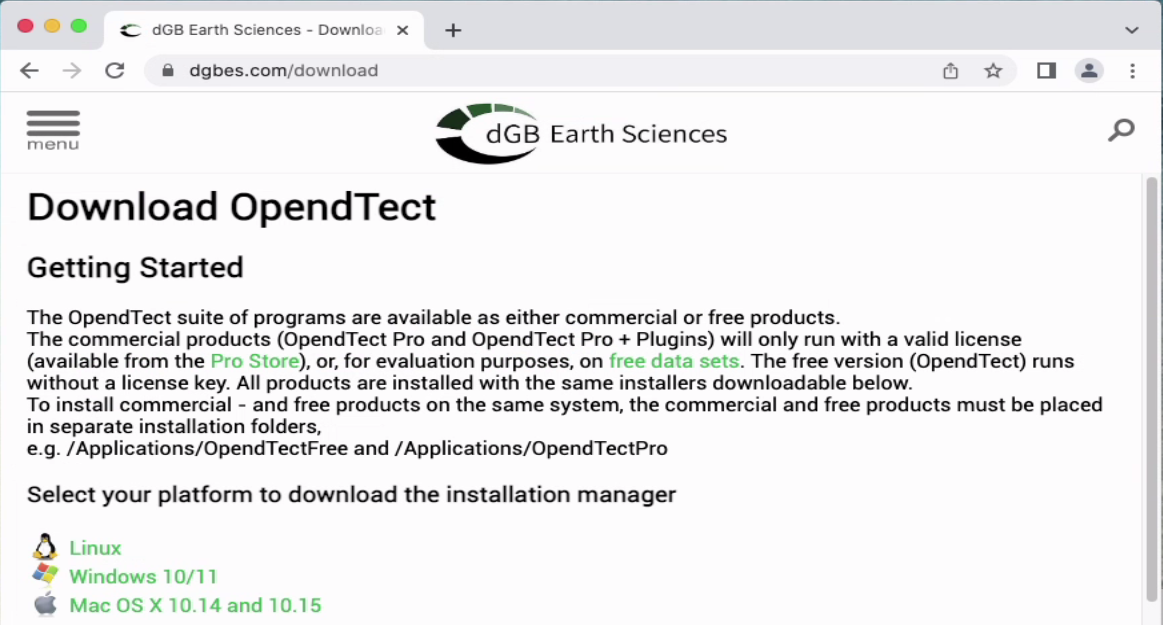 dGB Earth Sciences - Downloa
dgbes.com/download
menu
dGB Earth Sciences
Download OpendTect
Getting Started
The OpendTect suite of programs are available as either commercial or free products.
The commercial products (OpendTect Pro and OpendTect Pro + Plugins) will only run with a valid license
(available from the Pro Store), or, for evaluation purposes, on free data sets. The free version (OpendTect) runs
without a license key. All products are installed with the same installers downloadable below.
To install commercial - and free products on the same system, the commercial and free products must be placed
in separate installation folders,
e.g. /Applications/OpendTectFree and /Applications/OpendTectPro
Select your platform to download the installation manager
Linux
Windows 10/11
Mac OS X 10.14 and 10.15